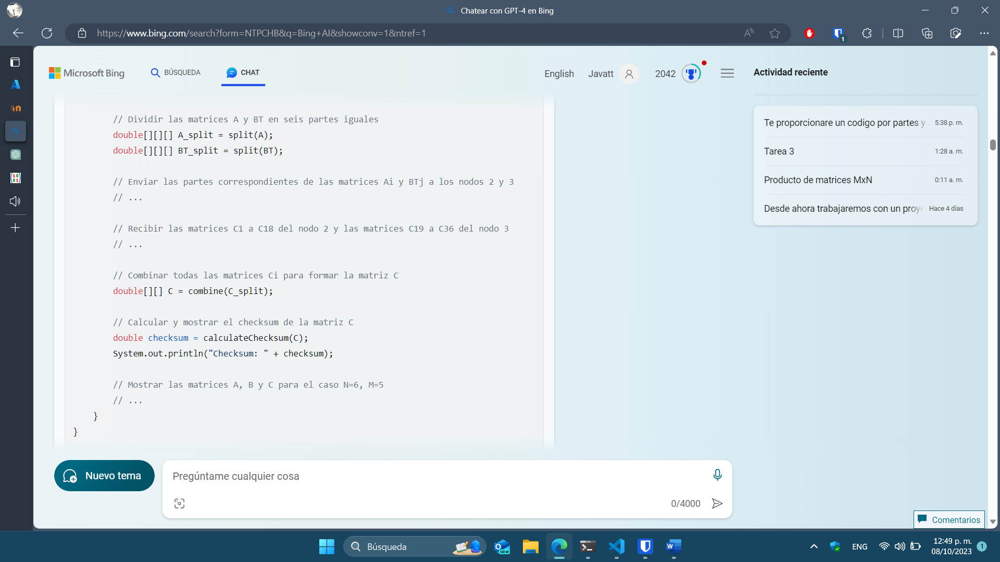 Chatear con GPT-4 en Bing
https://www.bing.com/search?form=NTPCHB&q=Bing+AI&showconv=1&ntref=1
1
Microsoft Bing
BÚSQUEDA
CHAT
English
Javatt
2042
// Dividir las matrices A y BT en seis partes iguales
double[][][] A_split = split(A);
double[][][] BT_split = split(BT);
// Enviar las partes correspondientes de las matrices Ai y BTj a los nodos 2 y 3
// ...
// Recibir las matrices C1 a C18 del nodo 2 y las matrices C19 a C36 del nodo 3
// ...
// Combinar todas las matrices Ci para formar la matriz C
double[][] C = combine(C_split);
// Calcular y mostrar el checksum de la matriz C
double checksum = calculateChecksum(C);
System.out.println("Checksum: " + checksum);
// Mostrar las matrices A, B y C para el caso N=6, M=5
// ...
}
}
Actividad reciente
Te proporcionare un codigo por partes y 5:38 p. m.
Tarea 3 1:28 a. m.
Producto de matrices MxN 0:11 a. m.
Desde ahora trabajaremos con un proye Hace 4 días
Nuevo tema
Pregúntame cualquier cosa
0/4000
Comentarios
Búsqueda
NEW
ENG
12:49 p. m.
08/10/2023
1